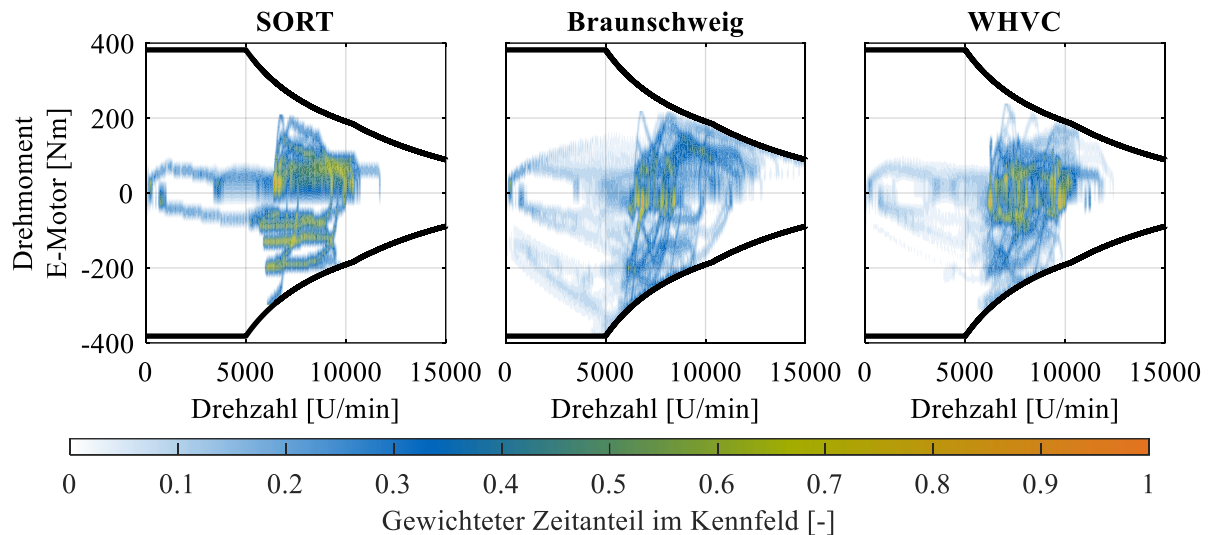 SORT Braunschweig WHVC
400
200
0
-200
-400
Drehmoment
E-Motor [Nm]
0 5000 10000 15000 0 5000 10000 15000 0 5000 10000 15000
Drehzahl [U/min] Drehzahl [U/min] Drehzahl [U/min]
0 0.1 0.2 0.3 0.4 0.5 0.6 0.7 0.8 0.9 1
Gewichteter Zeitanteil im Kennfeld [-]